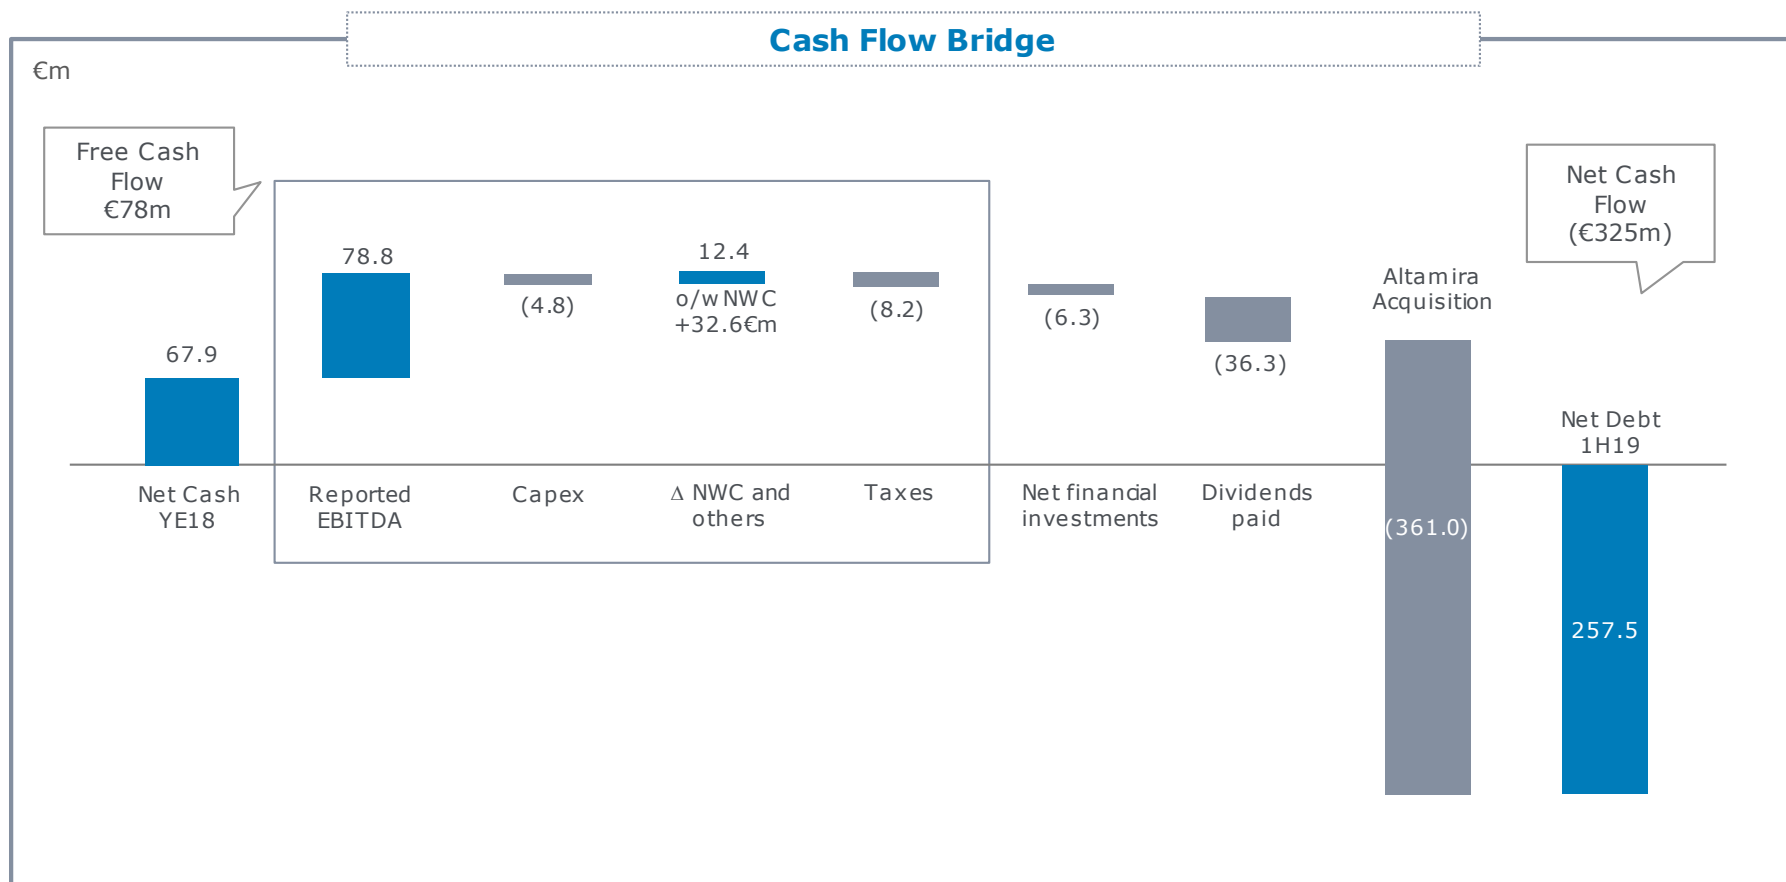 Cash Flow Bridge
€m
Free Cash
Flow
€78m
Net Cash
Flow
(€325m)
67.9
78.8
(4.8)
12.4
o/w NWC
+32.6€m
(8.2)
(6.3)
(36.3)
Altamira
Acquisition
(361.0)
Net Debt
1H19
257.5
Net Cash
YE18
Reported
EBITDA
Capex
Δ NWC and
others
Taxes
Net financial
investments
Dividends
paid